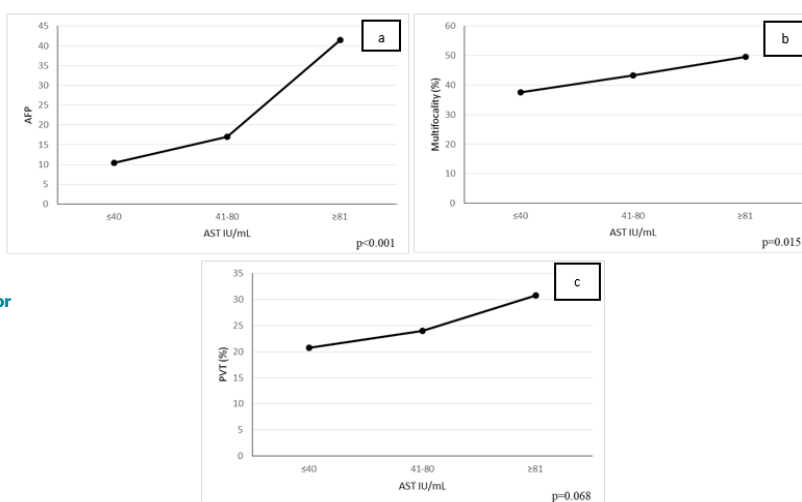 a
45
40
35
30
25
20
15
10
5
0
AFP
≤40 41-80 ≥81
AST IU/mL
p<0.001
b
60
50
40
30
20
10
0
Multifocality (%)
≤40 41-80 ≥81
AST IU/mL
p=0.015
or
c
35
30
25
20
15
10
5
0
PVT (%)
≤40 41-80 ≥81
AST IU/mL
p=0.068